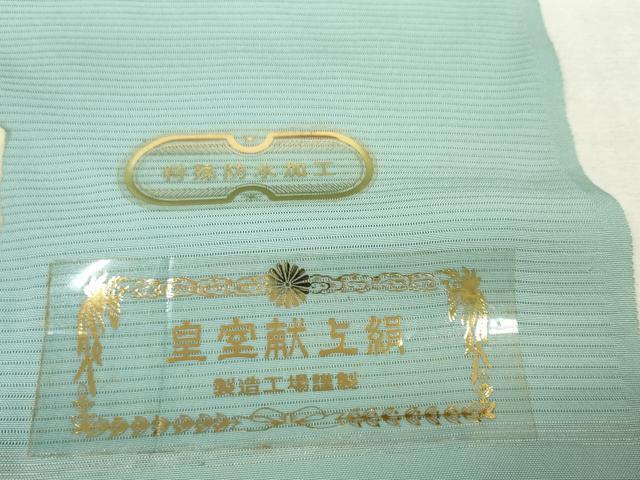 特殊防水加工
皇室献上絹
製造工場謹製